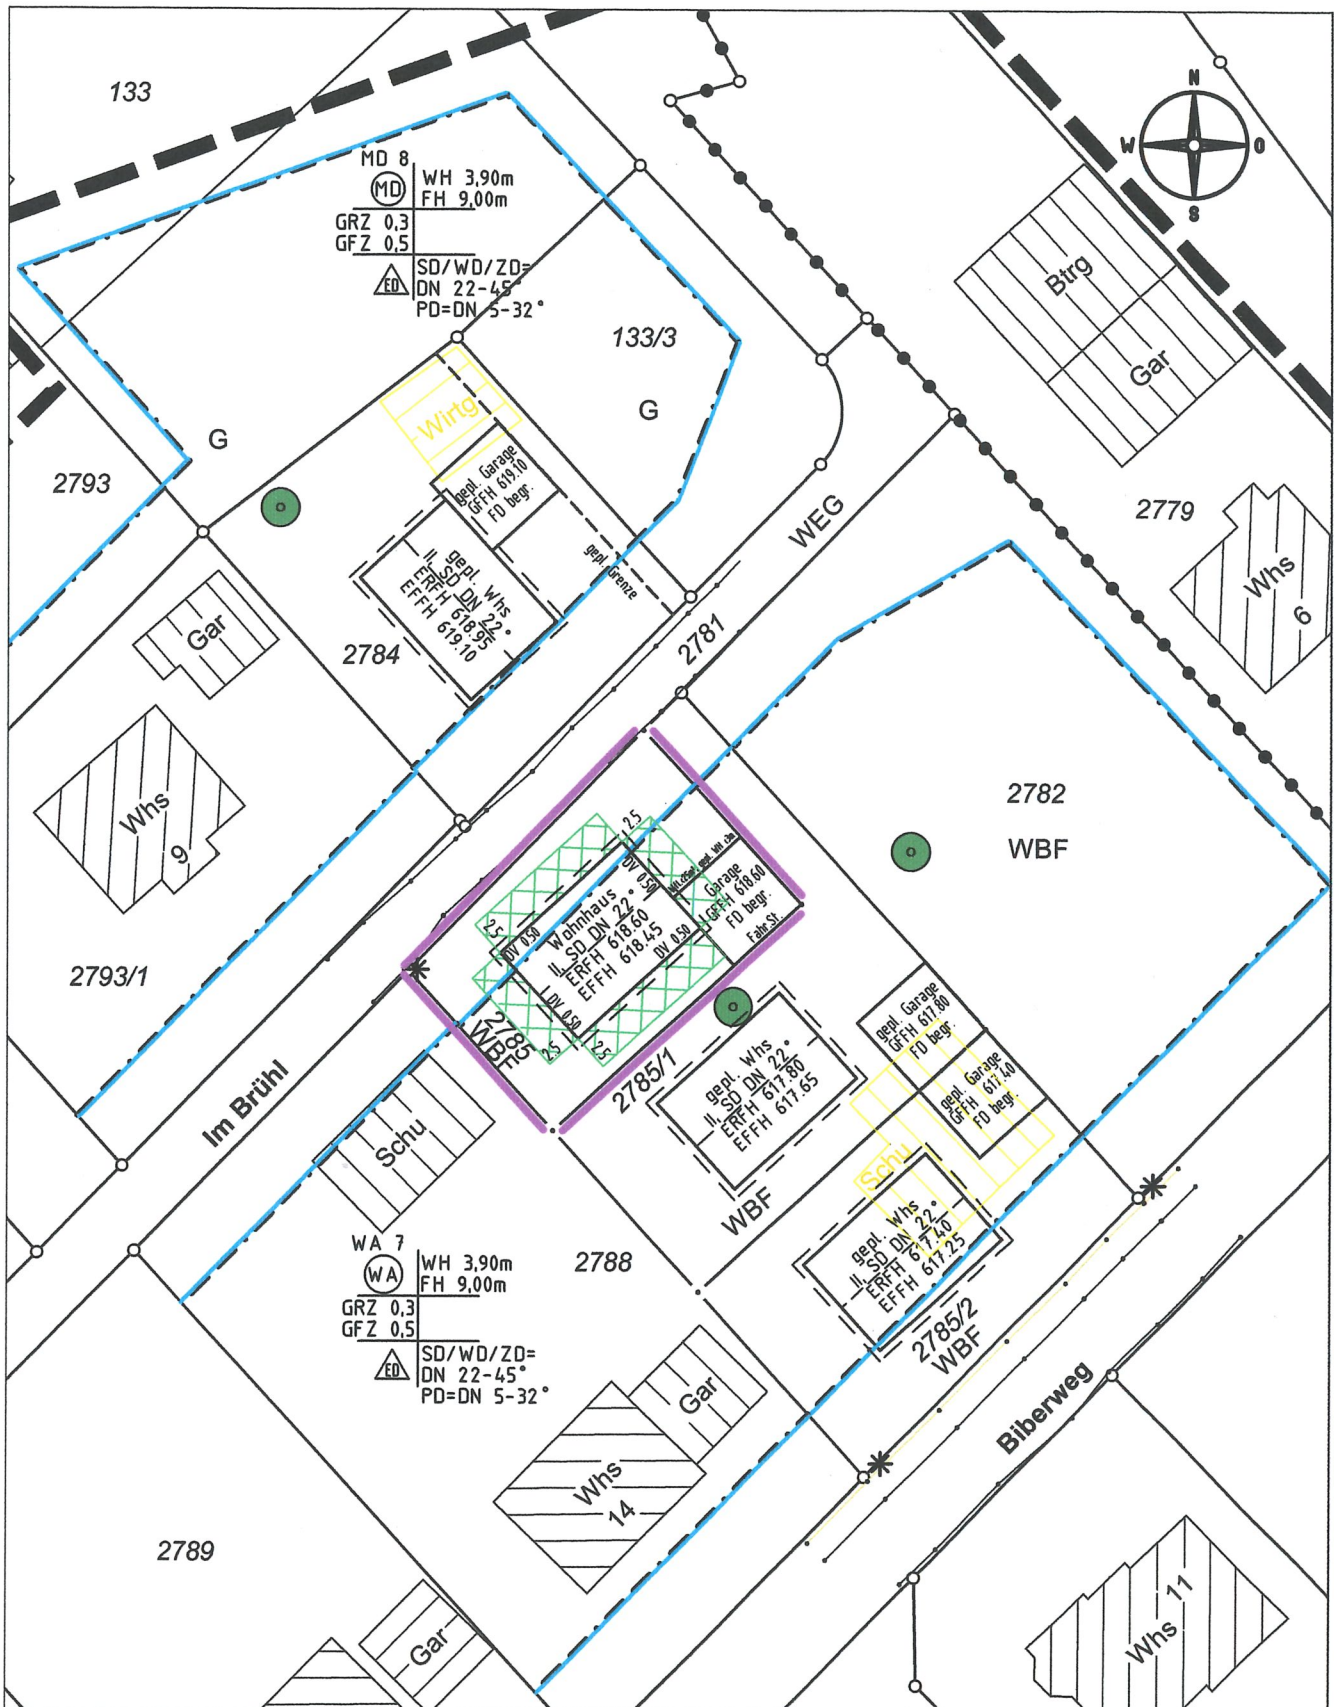 133
N
W
O
S
MD 8
MD
WH 3,90m
FH 9,00m
GRZ 0,3
GFZ 0,5
ED
SD/WD/ZD=
DN 22-45°
PD=DN 5-32°
133/3
G
G
Btrg
Gar
2793
Wirtg
gepl. Garage
GFFH 619.10
FD begr.
gepl. Grenze
WEG
2779
Whs
6
gepl. Whs
II, SD DN 22°
ERFH 618.95
EFFH 619.10
Gar
2784
2781
Whs
9
2782
WBF
2.5
DV 0.50
Garage
GFFH 618.60
FD begr.
Fahr St.
Wohnhaus
II, SD DN 22°
ERFH 618.60
EFFH 618.45
2.5
DV 0.50
DV 0.50
DV 0.50
2.5
2.5
2793/1
2785
WBF
2785/1
Im Brühl
Schu
gepl. Whs
II, SD DN 22°
ERFH 617.80
EFFH 617.65
gepl. Garage
GFFH 617.80
FD begr.
gepl. Garage
GFFH 617.40
FD begr.
Schu
WBF
gepl. Whs
II, SD DN 22°
ERFH 617.40
EFFH 617.25
2785/2
WBF
WA 7
WA
WH 3,90m
FH 9,00m
GRZ 0,3
GFZ 0,5
ED
SD/WD/ZD=
DN 22-45°
PD=DN 5-32°
2788
Gar
Whs
14
Biberweg
2789
Gar
Whs 11